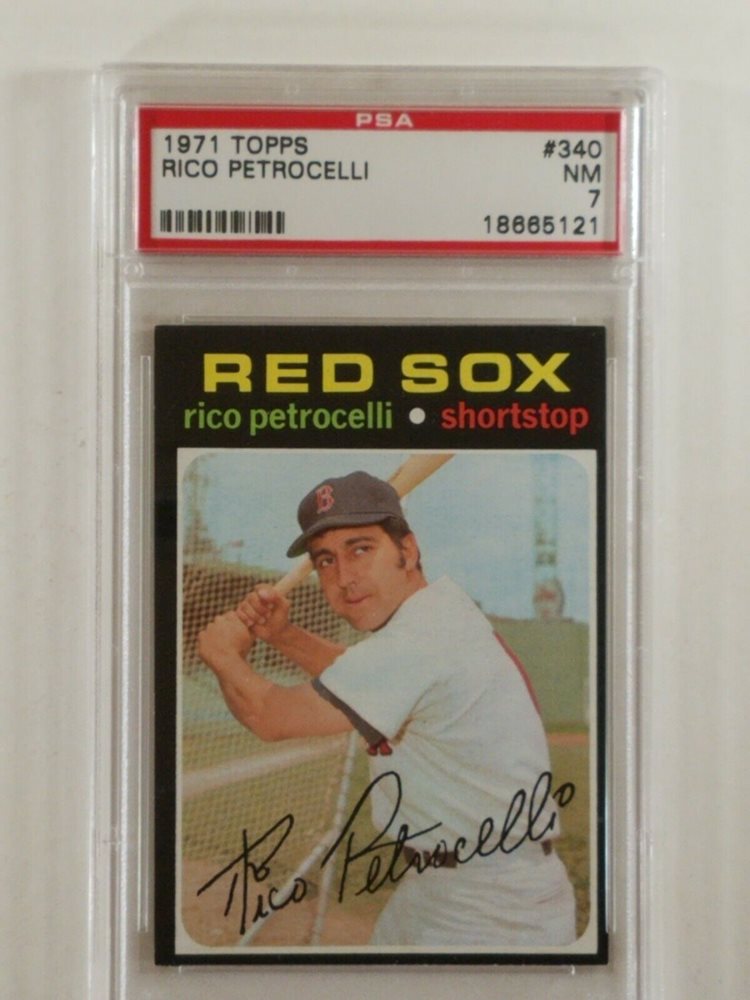 PSA
1971 TOPPS #340
RICO PETROCELLI NM
7
18665121
RED SOX
rico petrocelli • shortstop
B
Rico Petrocelli